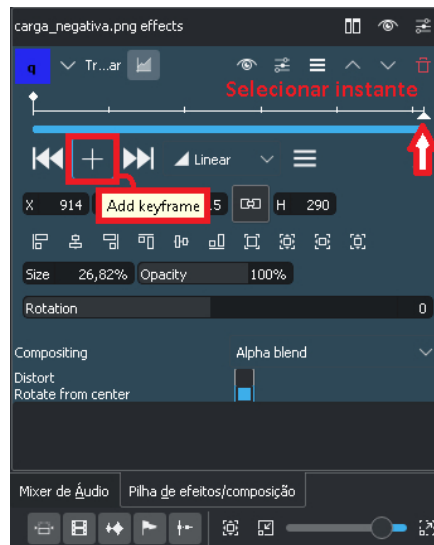 carga_negativa.png effects
q Tr...ar
Selecionar instante
Linear
X 914 Add keyframe .5 H 290
Size 26,82% Opacity 100%
Rotation 0
Compositing Alpha blend
Distort
Rotate from center
Mixer de Áudio Pilha de efeitos/composição